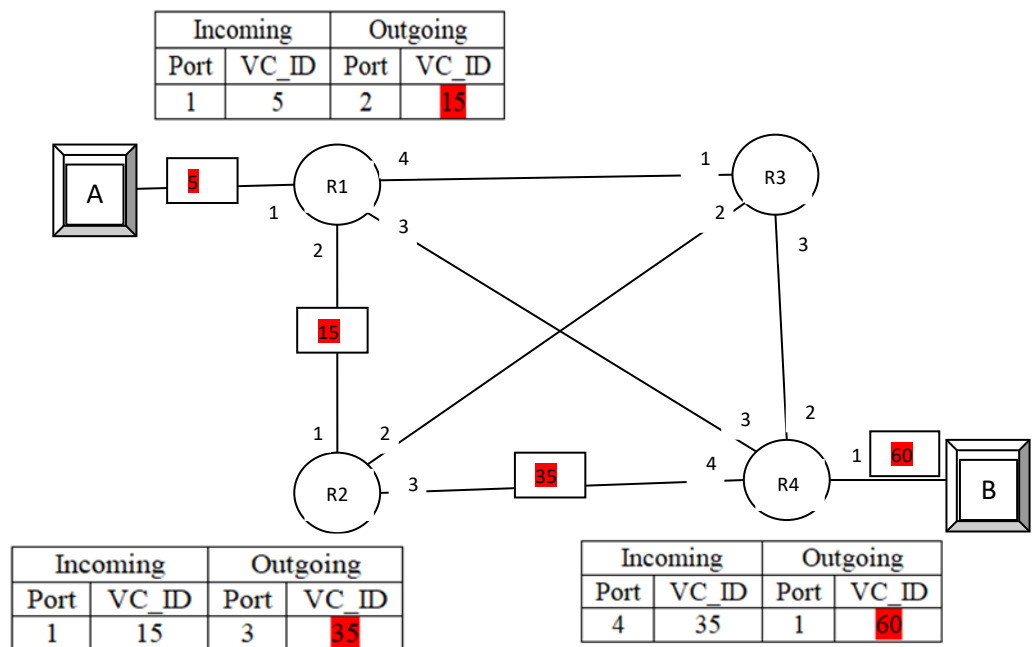 Incoming Outgoing
Port VC_ID Port VC_ID
1 5 2 15
A 5 R1 4 1 R3
1 3 2
2 3
15
1 2 3 2
R2 3 35 4 R4 1 60 B
Incoming Outgoing
Port VC_ID Port VC_ID
1 15 3 35
Incoming Outgoing
Port VC_ID Port VC_ID
4 35 1 60